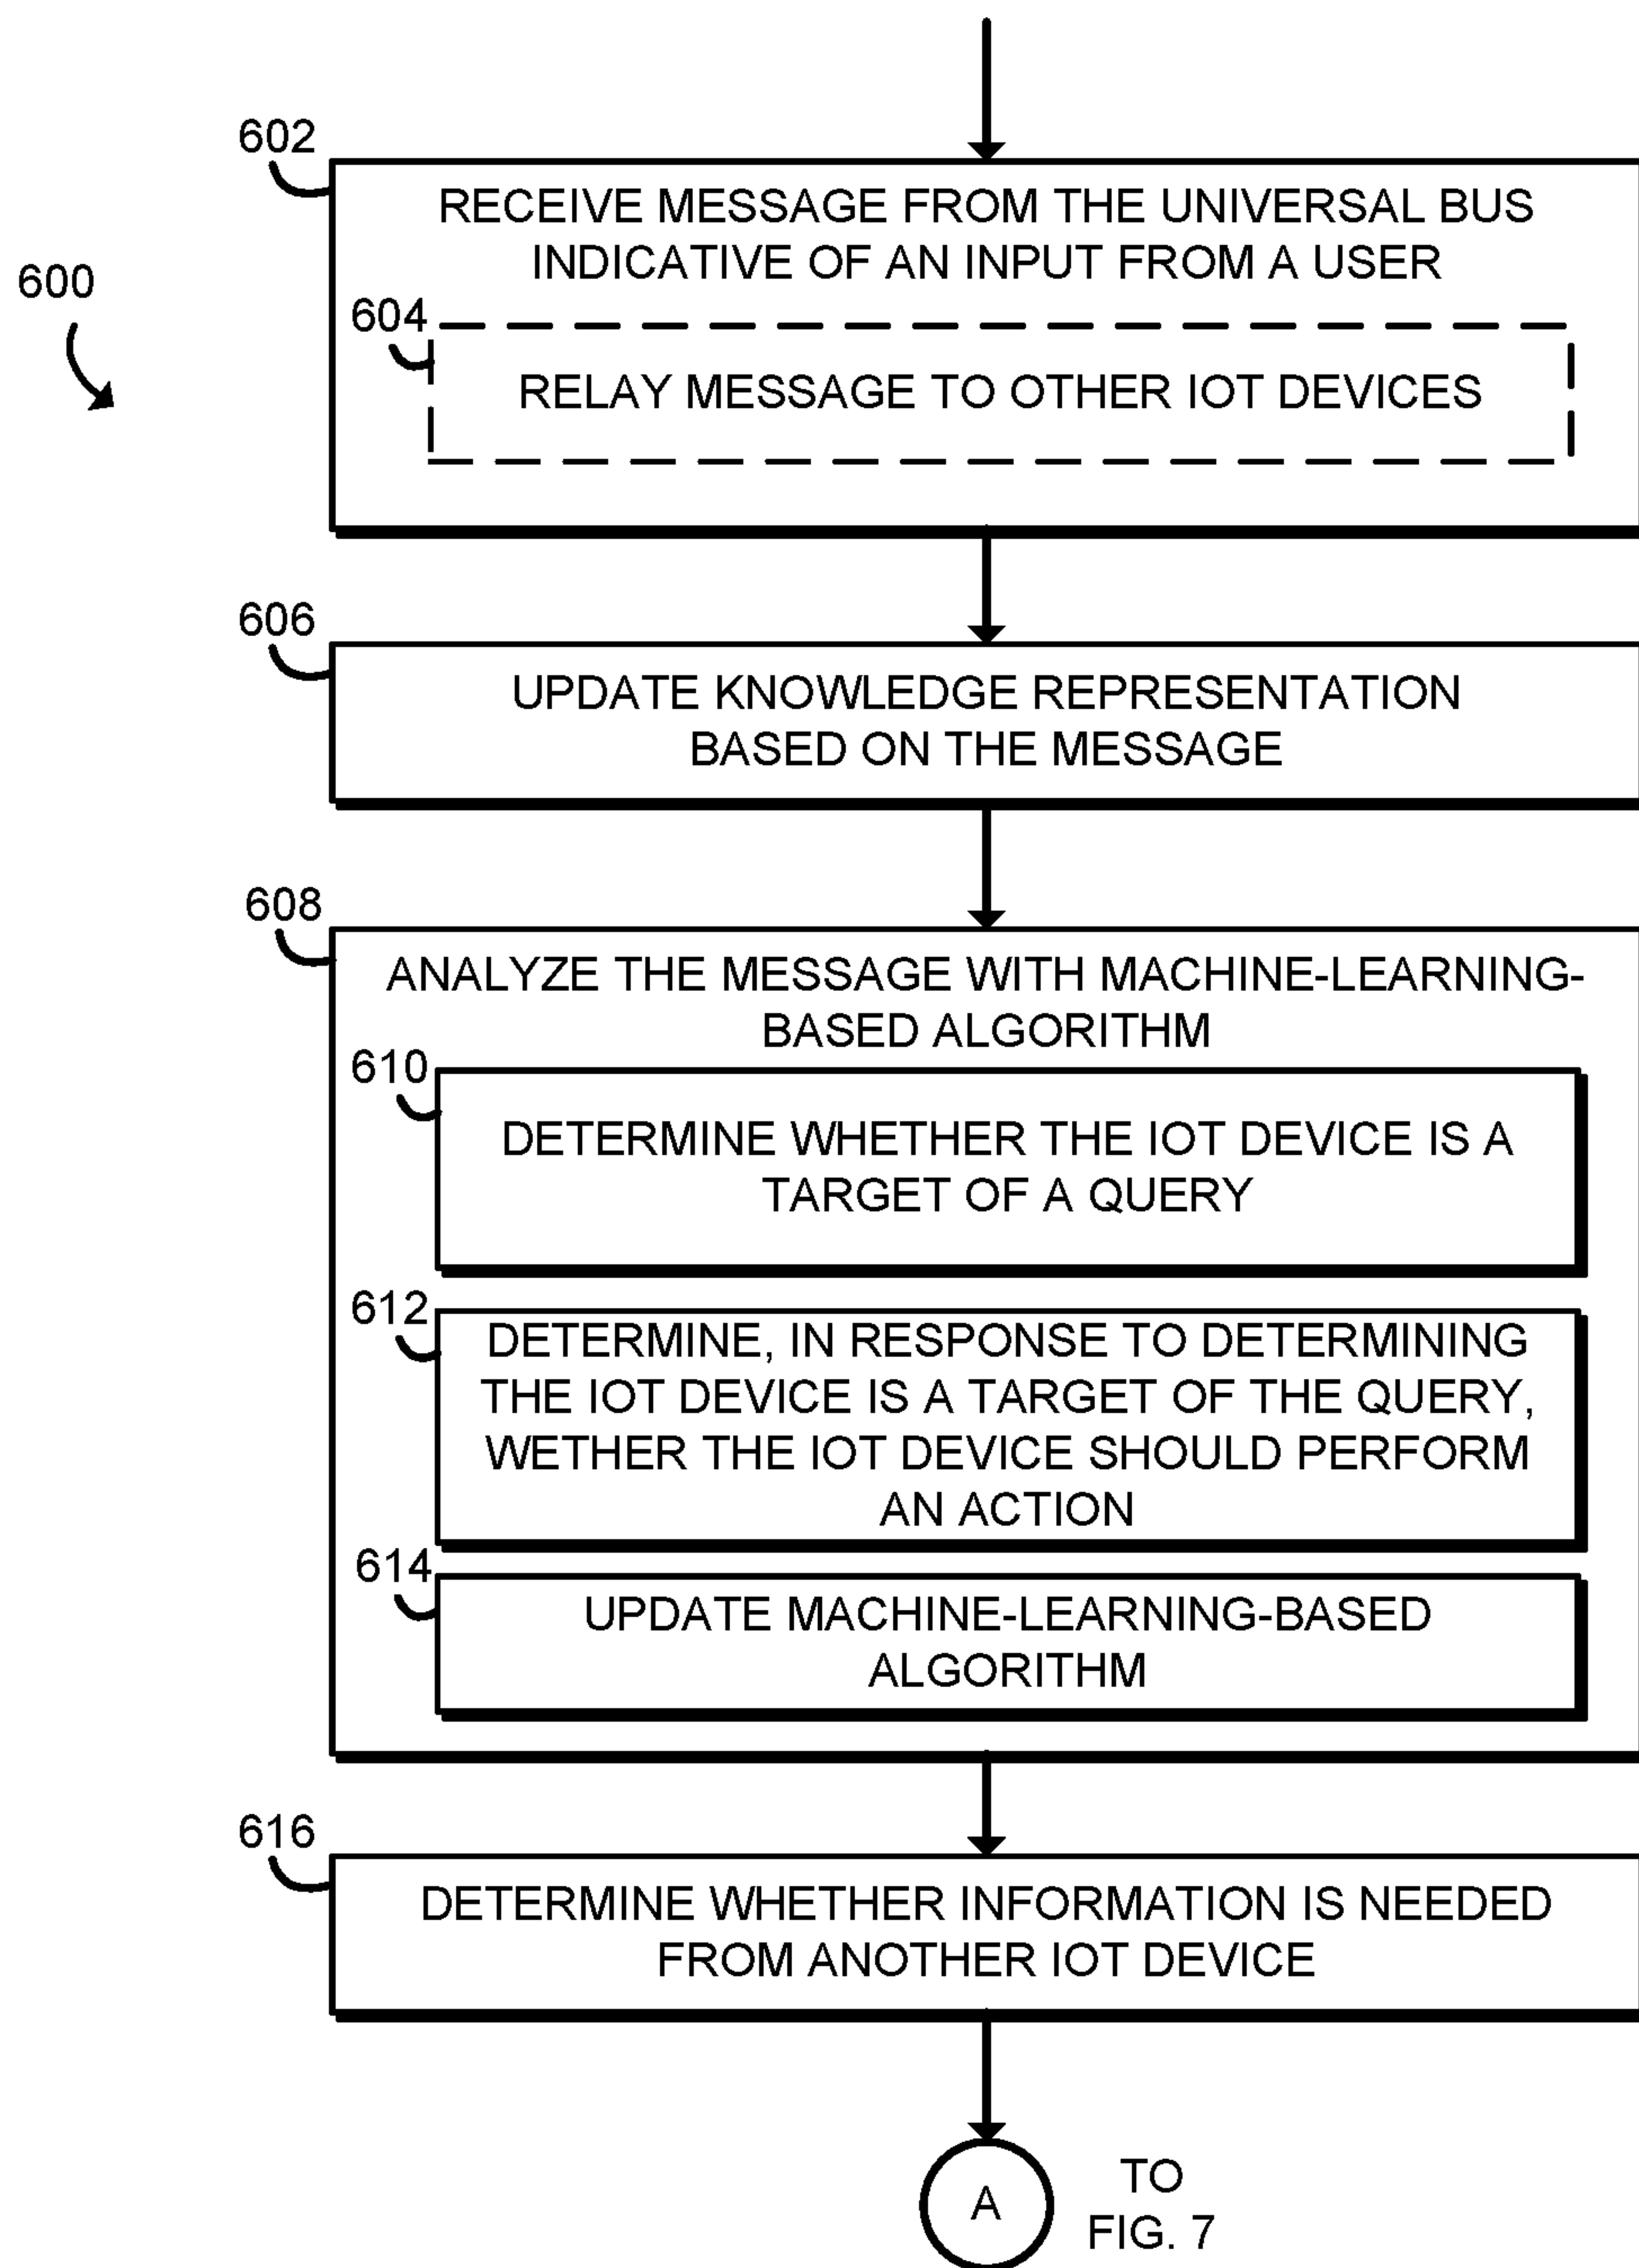 602
RECEIVE MESSAGE FROM THE UNIVERSAL BUS
INDICATIVE OF AN INPUT FROM A USER
600
604
RELAY MESSAGE TO OTHER IOT DEVICES
606
UPDATE KNOWLEDGE REPRESENTATION
BASED ON THE MESSAGE
608
ANALYZE THE MESSAGE WITH MACHINE-LEARNING-
BASED ALGORITHM
610
DETERMINE WHETHER THE IOT DEVICE IS A
TARGET OF A QUERY
612
DETERMINE, IN RESPONSE TO DETERMINING
THE IOT DEVICE IS A TARGET OF THE QUERY,
WETHER THE IOT DEVICE SHOULD PERFORM
AN ACTION
614
UPDATE MACHINE-LEARNING-BASED
ALGORITHM
616
DETERMINE WHETHER INFORMATION IS NEEDED
FROM ANOTHER IOT DEVICE
A
TO
FIG. 7